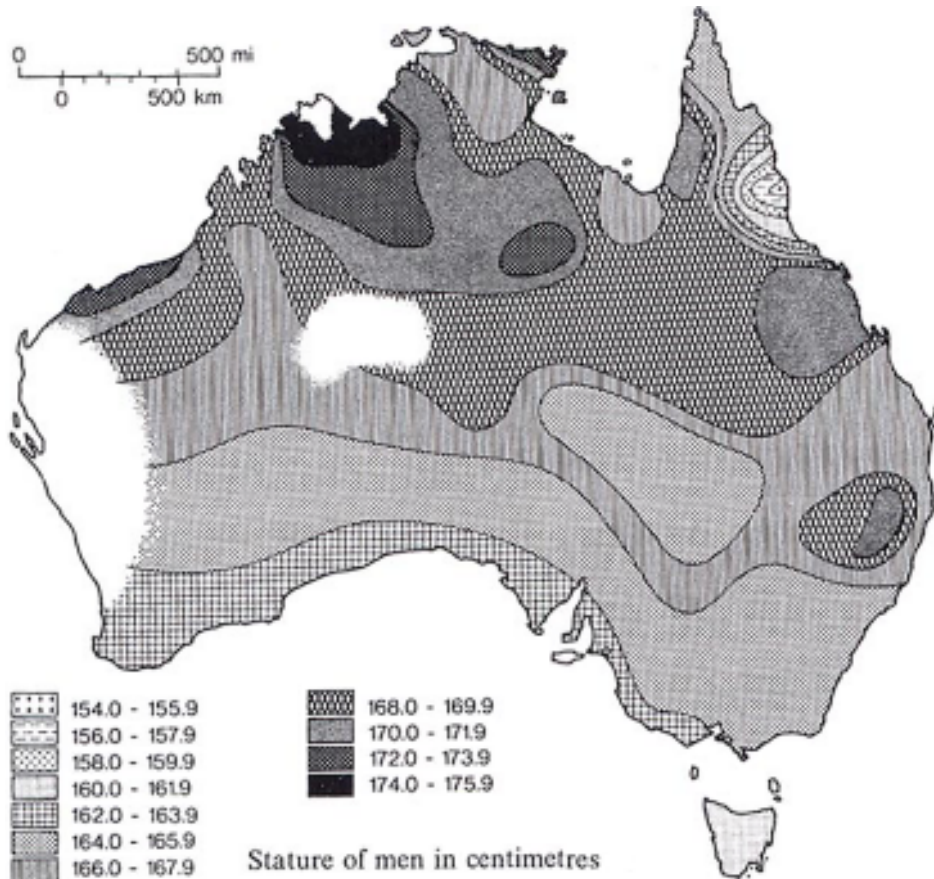 0 500 mi
0 500 km
154.0 - 155.9
156.0 - 157.9
158.0 - 159.9
160.0 - 161.9
162.0 - 163.9
164.0 - 165.9
166.0 - 167.9
168.0 - 169.9
170.0 - 171.9
172.0 - 173.9
174.0 - 175.9
Stature of men in centimetres